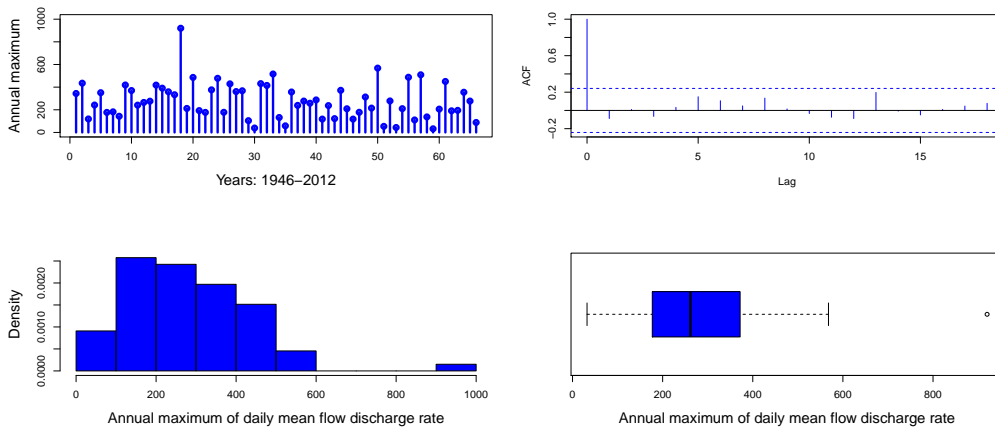 Annual maximum
0 200 600 1000
0 10 20 30 40 50 60
Years: 1946−2012
ACF
−0.2 0.2 0.6 1.0
0 5 10 15
Lag
Density
0.0000 0.0010 0.0020
0 200 400 600 800 1000
Annual maximum of daily mean flow discharge rate
0 200 400 600 800
Annual maximum of daily mean flow discharge rate